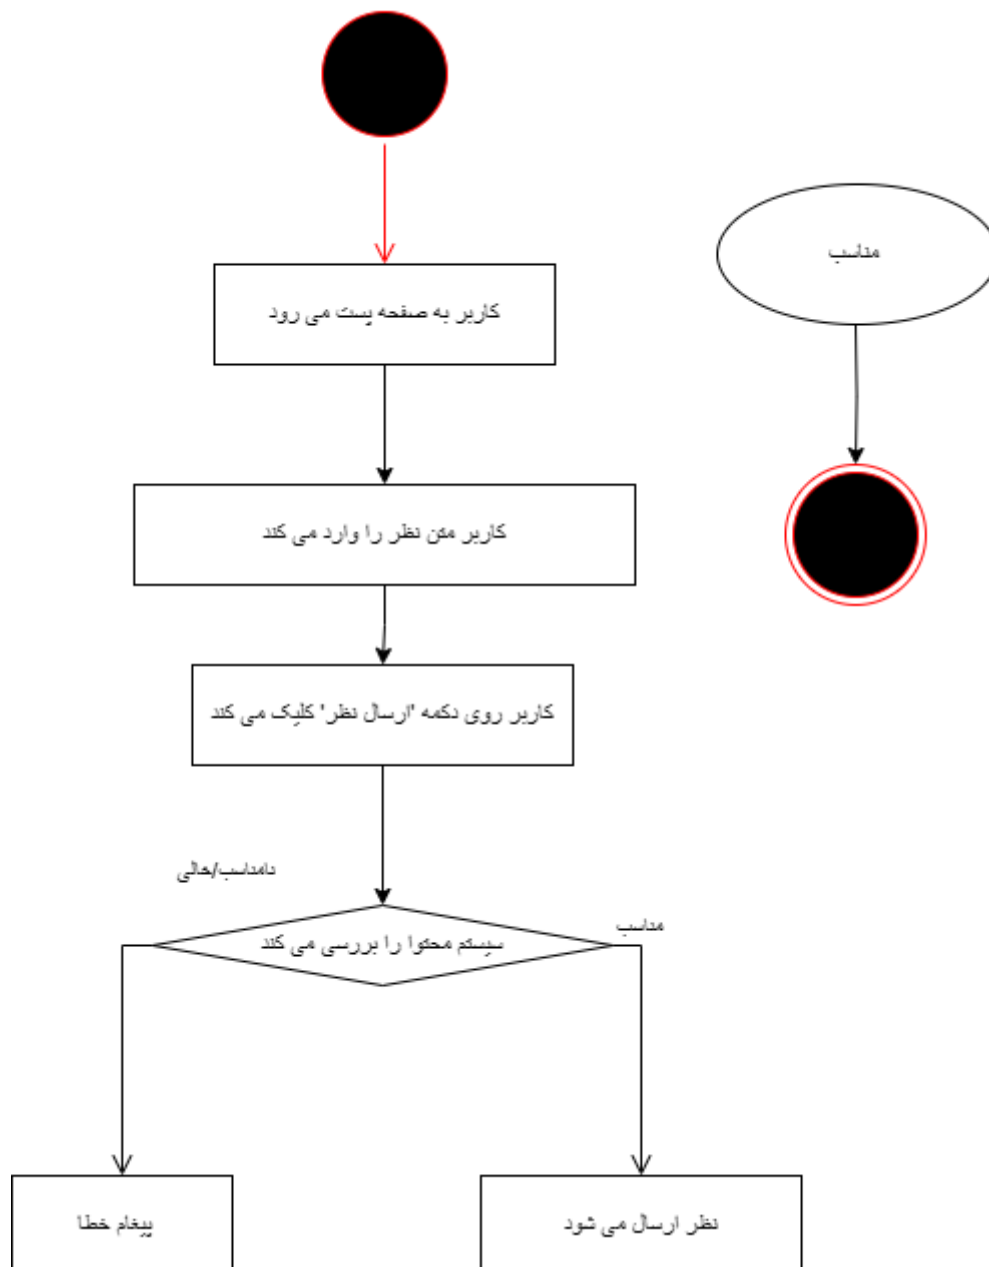 کاربر به صفحه پست می رود
مناسب
کاربر متن نظر را وارد می کند
کاربر روی دکمه 'ارسال نظر' کلیک می کند
نامناسب/خالی
مناسب
سیستم محتوا را بررسی می کند
پیغام خطا
نظر ارسال می شود